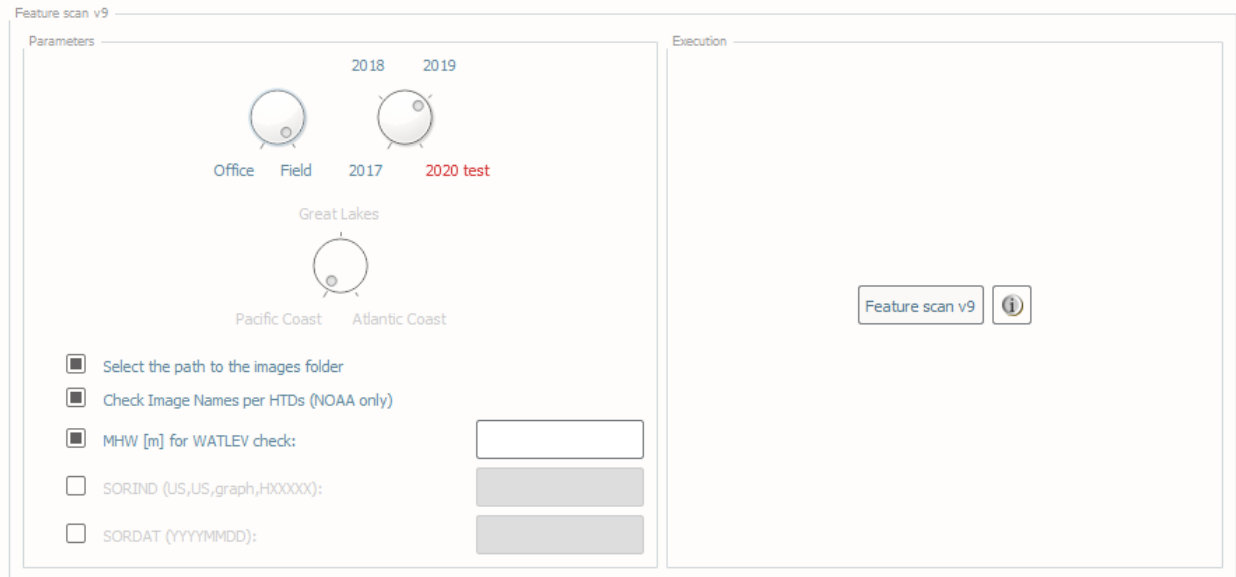 Feature scan v9
Parameters
Execution
2018 2019
Office Field 2017 2020 test
Great Lakes
Pacific Coast Atlantic Coast
Feature scan v9
Select the path to the images folder
Check Image Names per HTDs (NOAA only)
MHW [m] for WATLEV check:
SORIND (US,US,graph,HXXXXX):
SORDAT (YYYYMMDD):